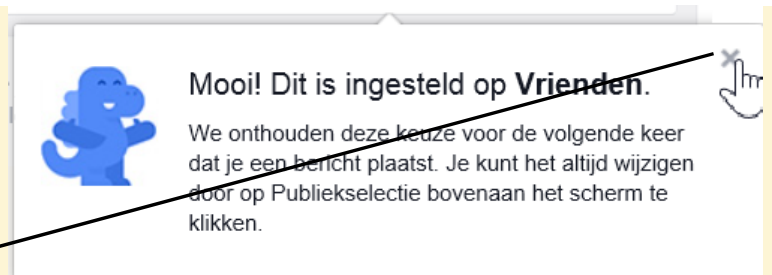 Mooi! Dit is ingesteld op Vrienden.
We onthouden deze keuze voor de volgende keer
dat je een bericht plaatst. Je kunt het altijd wijzigen
door op Publiekselectie bovenaan het scherm te
klikken.